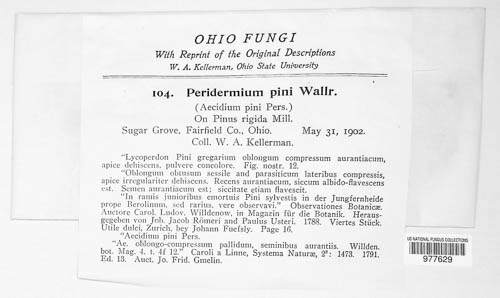 OHIO FUNGI
With Reprint of the Original Descriptions
W. A. Kellerman, Ohio State University
104. Peridermium pini Wallr.
(Aecidium pini Pers.)
On Pinus rigida Mill.
Sugar Grove, Fairfield Co., Ohio. May 31, 1902.
Coll. W. A. Kellerman.
"Lycoperdon Pini gregarium oblongum compressum aurantiacum,
apice dehiscens, pulvere concolore. Fig. nostr. 12.
"Oblongum obtusum sessile and parasiticum lateribus compressis,
apice irregulariter dehiscens. Recens aurantiacum, siccum albido-flavescens
est. Semen aurantiacum est; siccitate etiam flavescit.
"In ramis junioribus emortuis Pini sylvestis in der Jungfernheide
prope Berolinum, sed rarius, vere observavi." Observationes Botanicæ.
Auctore Carol. Ludov. Willdenow, in Magazin für die Botanik. Heraus-
gegeben von Joh. Jacob Römeri and Paulus Usteri. 1788. Viertes Stück.
Utile dulci, Zurich, bey Johann Fuefsly. Page 16.
"Aecidium pini Pers.
"Ae. oblongo-compressum pallidum, seminibus aurantiis. Willden.
bot. Mag. 4. t. 4f 12." Caroli a Linne, Systema Naturæ, 2²: 1473. 1791.
Ed. 13. Auct. Jo. Frid. Gmelin.
US NATIONAL FUNGUS COLLECTIONS
977629